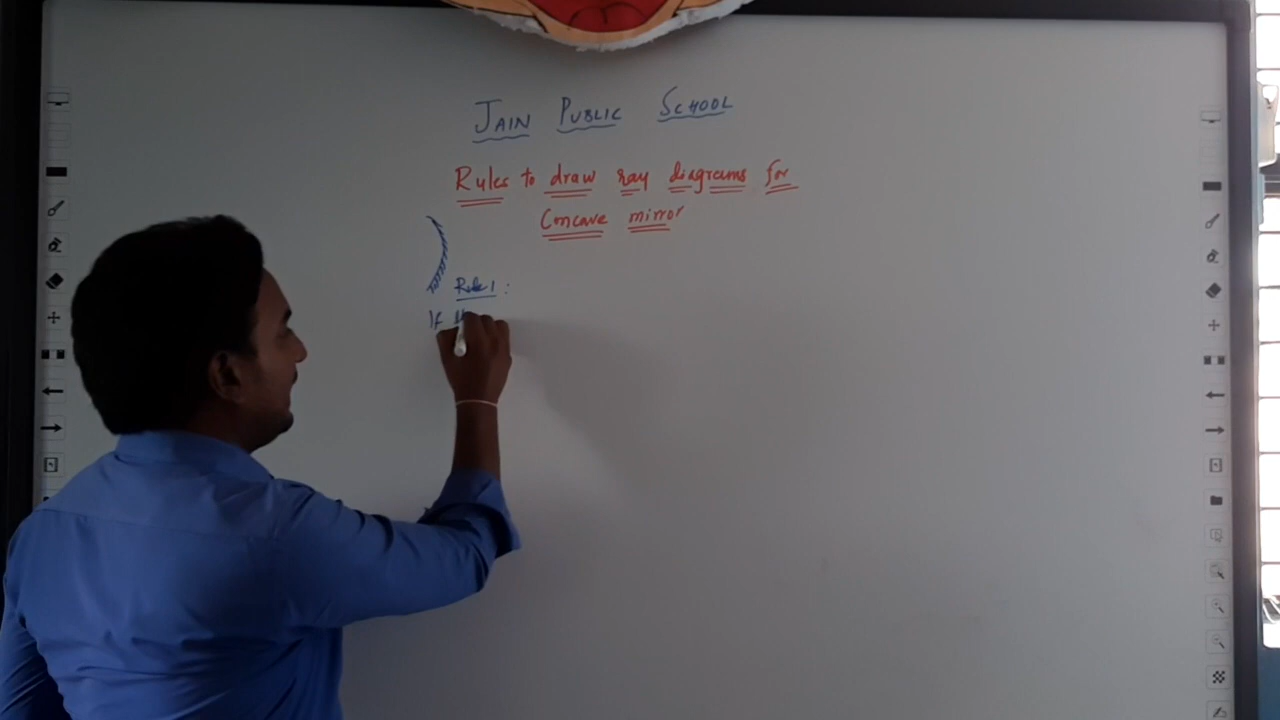 JAIN PUBLIC SCHOOL
Rules to draw ray diagrams for
Concave mirror
Rule 1 :
If